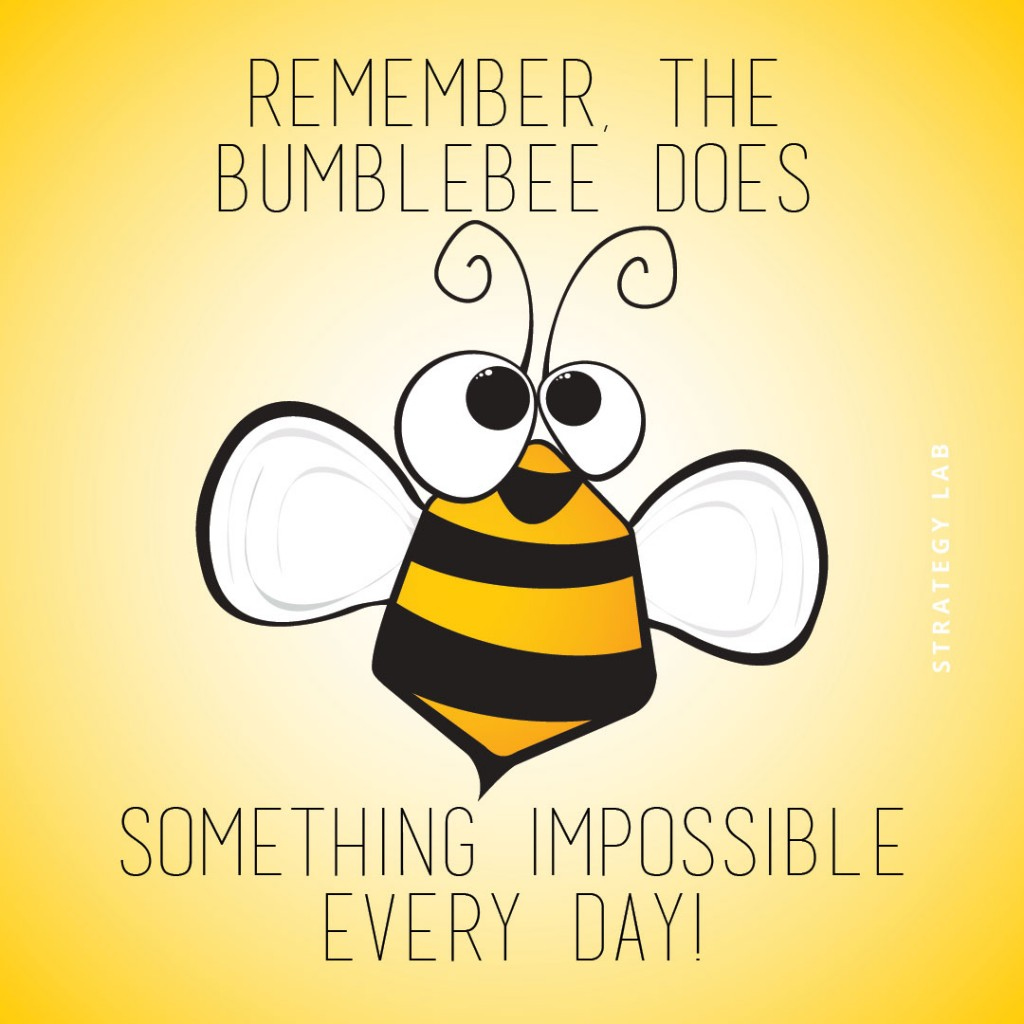 REMEMBER, THE
BUMBLEBEE DOES
STRATEGY LAB
SOMETHING IMPOSSIBLE
EVERY DAY!